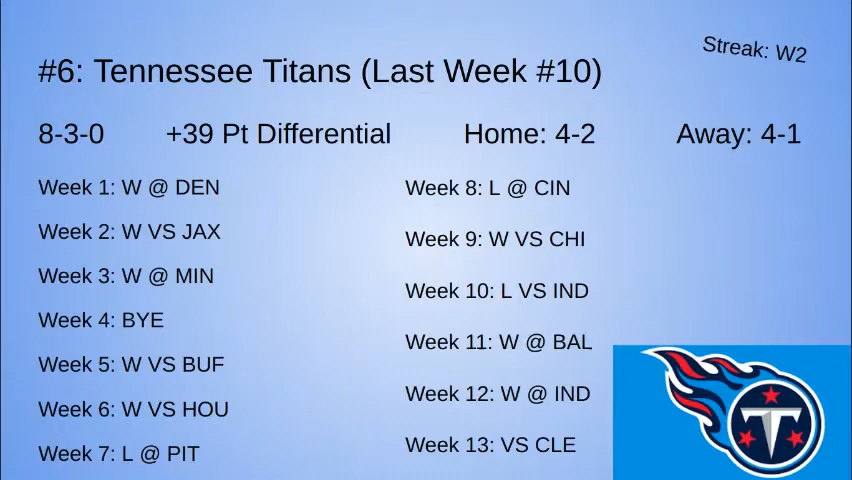 Streak: W2
#6: Tennessee Titans (Last Week #10)
8-3-0 +39 Pt Differential Home: 4-2 Away: 4-1
Week 1: W @ DEN
Week 2: W VS JAX
Week 3: W @ MIN
Week 4: BYE
Week 5: W VS BUF
Week 6: W VS HOU
Week 7: L @ PIT
Week 8: L @ CIN
Week 9: W VS CHI
Week 10: L VS IND
Week 11: W @ BAL
Week 12: W @ IND
Week 13: VS CLE
T